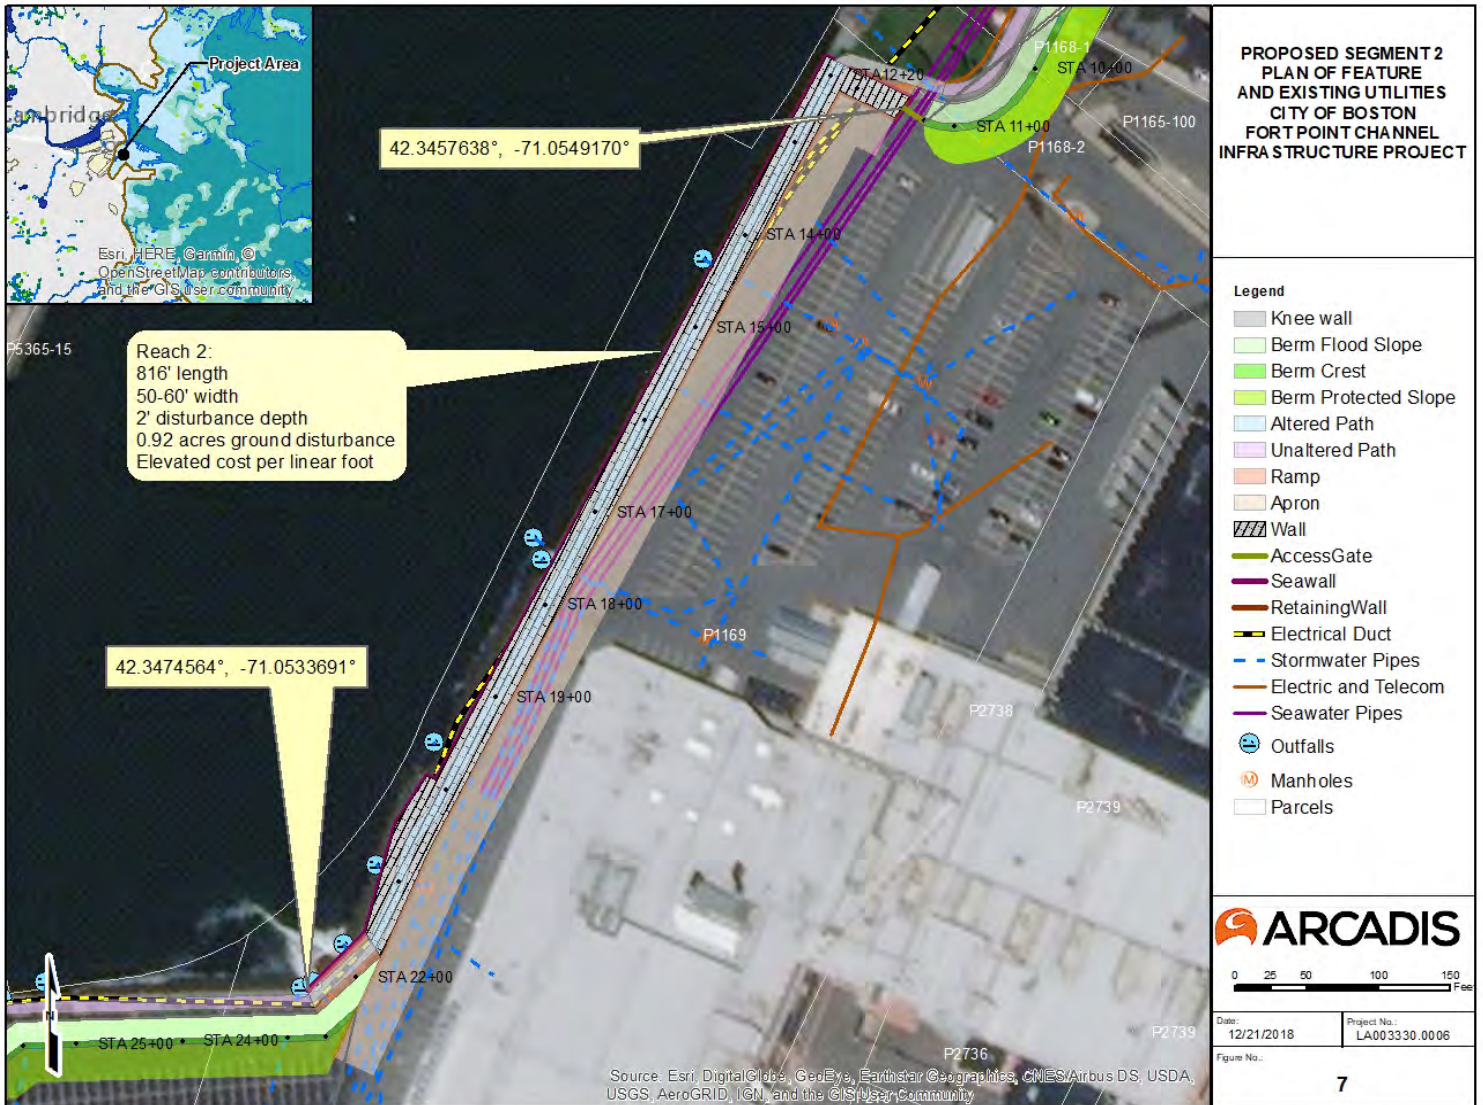 Project Area
Cambridge
Esri, HERE, Garmin, ©
OpenStreetMap contributors,
and the GIS user community
42.3457638°, -71.0549170°
P5365-15
Reach 2:
816' length
50-60' width
2' disturbance depth
0.92 acres ground disturbance
Elevated cost per linear foot
42.3474564°, -71.0533691°
P1168-1
STA 10+00
STA12+20
STA 11+00
P1165-100
P1168-2
STA 14+00
STA 15+00
STA 17+00
STA 18+00
P1169
STA 19+00
P2738
P2739
STA 22+00
STA 25+00
STA 24+00
N
P2739
P2736
Source: Esri, DigitalGlobe, GeoEye, Earthstar Geographics, CNES/Airbus DS, USDA,
USGS, AeroGRID, IGN, and the GIS User Community
PROPOSED SEGMENT 2
PLAN OF FEATURE
AND EXISTING UTILITIES
CITY OF BOSTON
FORT POINT CHANNEL
INFRASTRUCTURE PROJECT
Legend
Knee wall
Berm Flood Slope
Berm Crest
Berm Protected Slope
Altered Path
Unaltered Path
Ramp
Apron
Wall
AccessGate
Seawall
RetainingWall
Electrical Duct
Stormwater Pipes
Electric and Telecom
Seawater Pipes
Outfalls
M Manholes
Parcels
ARCADIS
0 25 50 100 150
Feet
Date:
12/21/2018
Project No.:
LA003330.0006
Figure No.:
7